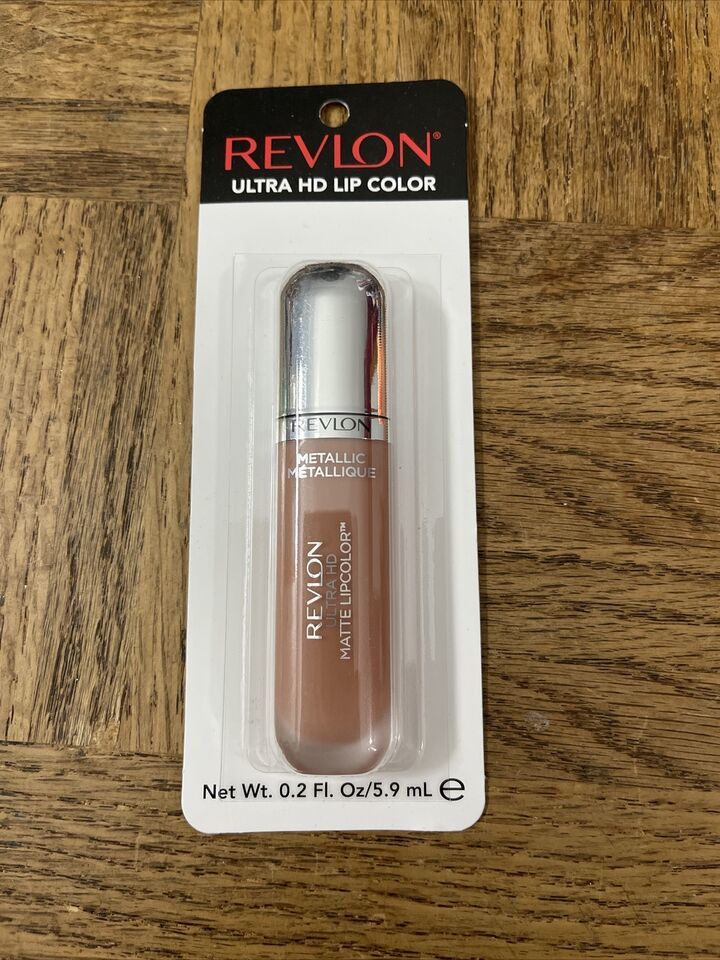 REVLON®
ULTRA HD LIP COLOR
REVLON
METALLIC
MÉTALLIQUE
REVLON
ULTRA HD
MATTE LIPCOLOR™
Net Wt. 0.2 Fl. Oz/5.9 mL ℮